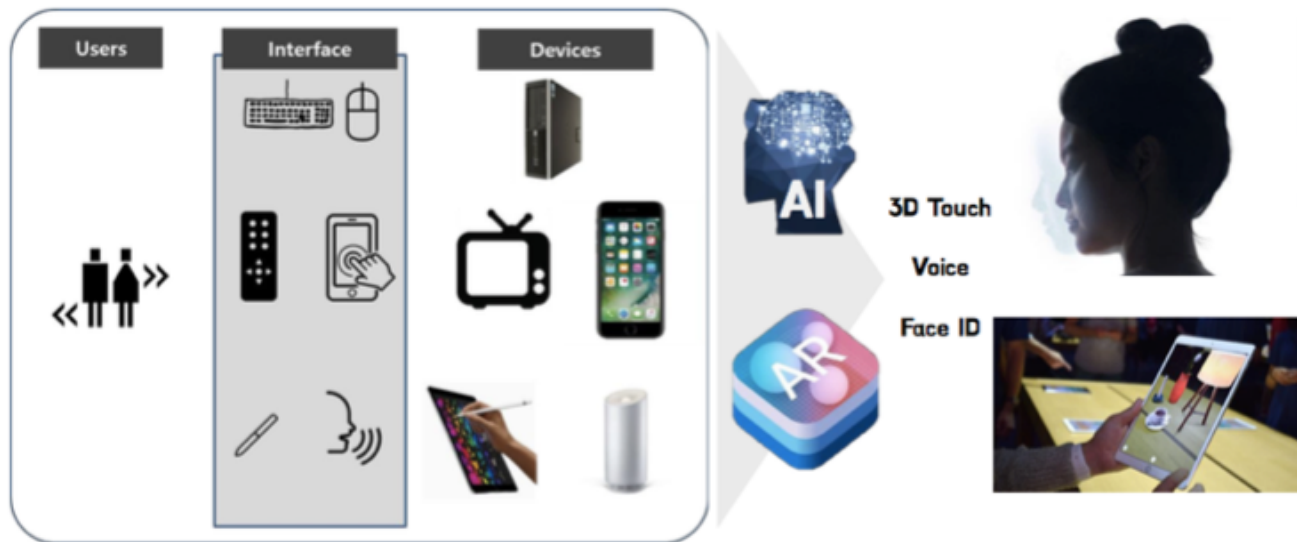 Users
Interface
Devices
AI
AR
3D Touch
Voice
Face ID